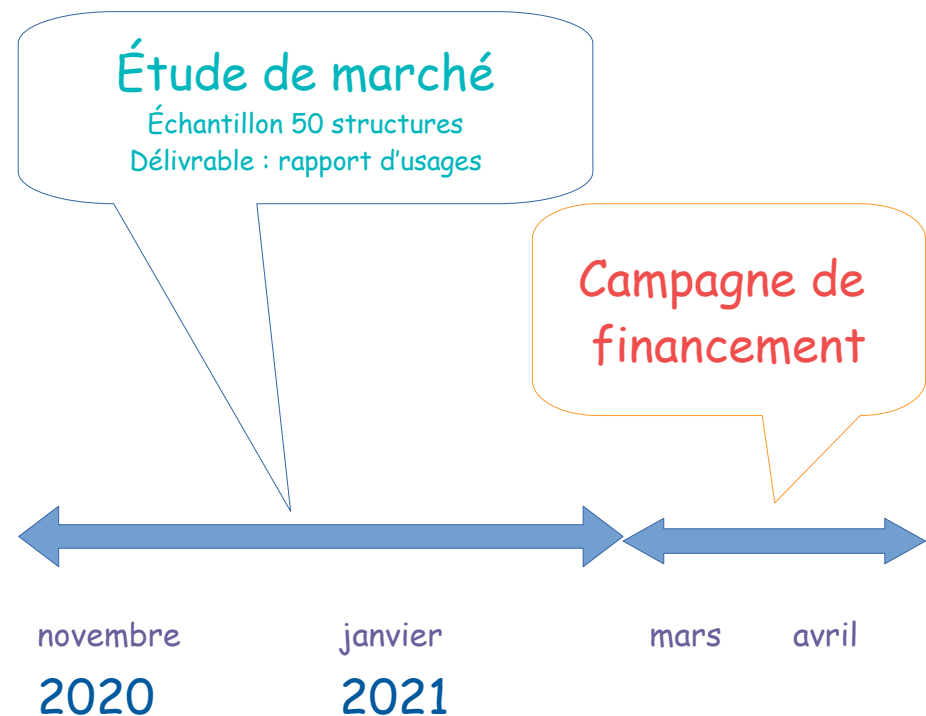 Étude de marché
Échantillon 50 structures
Délivrable : rapport d’usages
Campagne de
financement
novembre
janvier
mars
avril
2020
2021